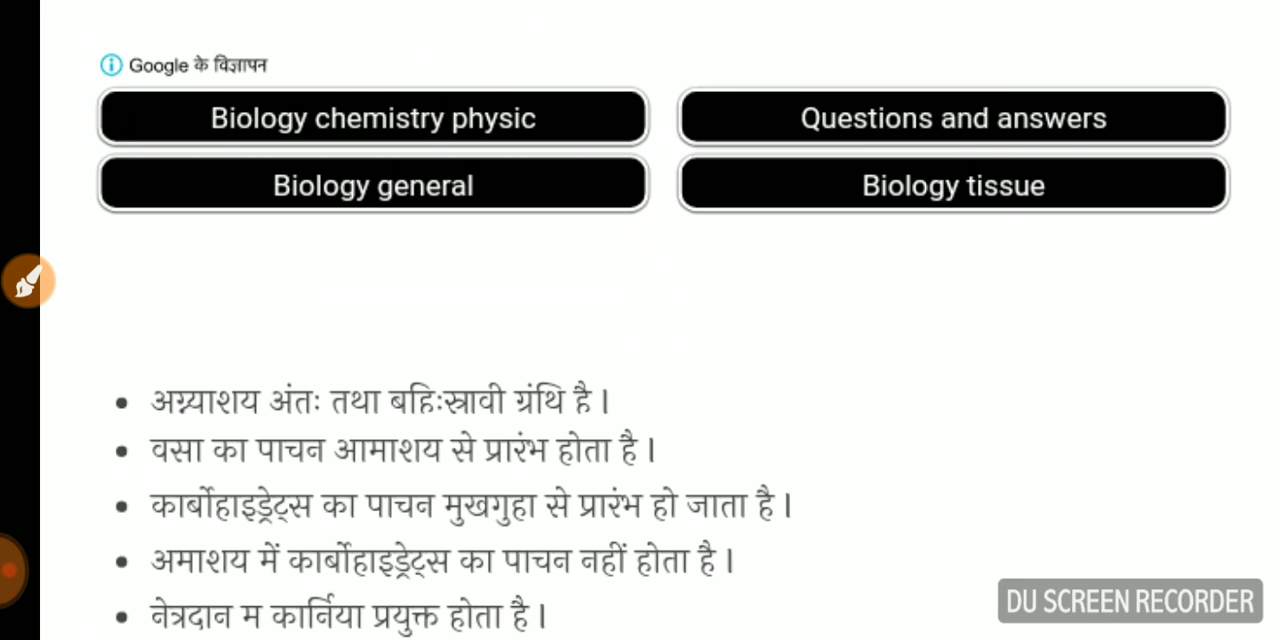 Google के विज्ञापन
Biology chemistry physic
Questions and answers
Biology general
Biology tissue
• अग्न्याशय अंतः तथा बहिःस्रावी ग्रंथि है।
• वसा का पाचन आमाशय से प्रारंभ होता है।
• कार्बोहाइड्रेट्स का पाचन मुखगुहा से प्रारंभ हो जाता है।
• अमाशय में कार्बोहाइड्रेट्स का पाचन नहीं होता है।
• नेत्रदान म कार्निया प्रयुक्त होता है।
DU SCREEN RECORDER